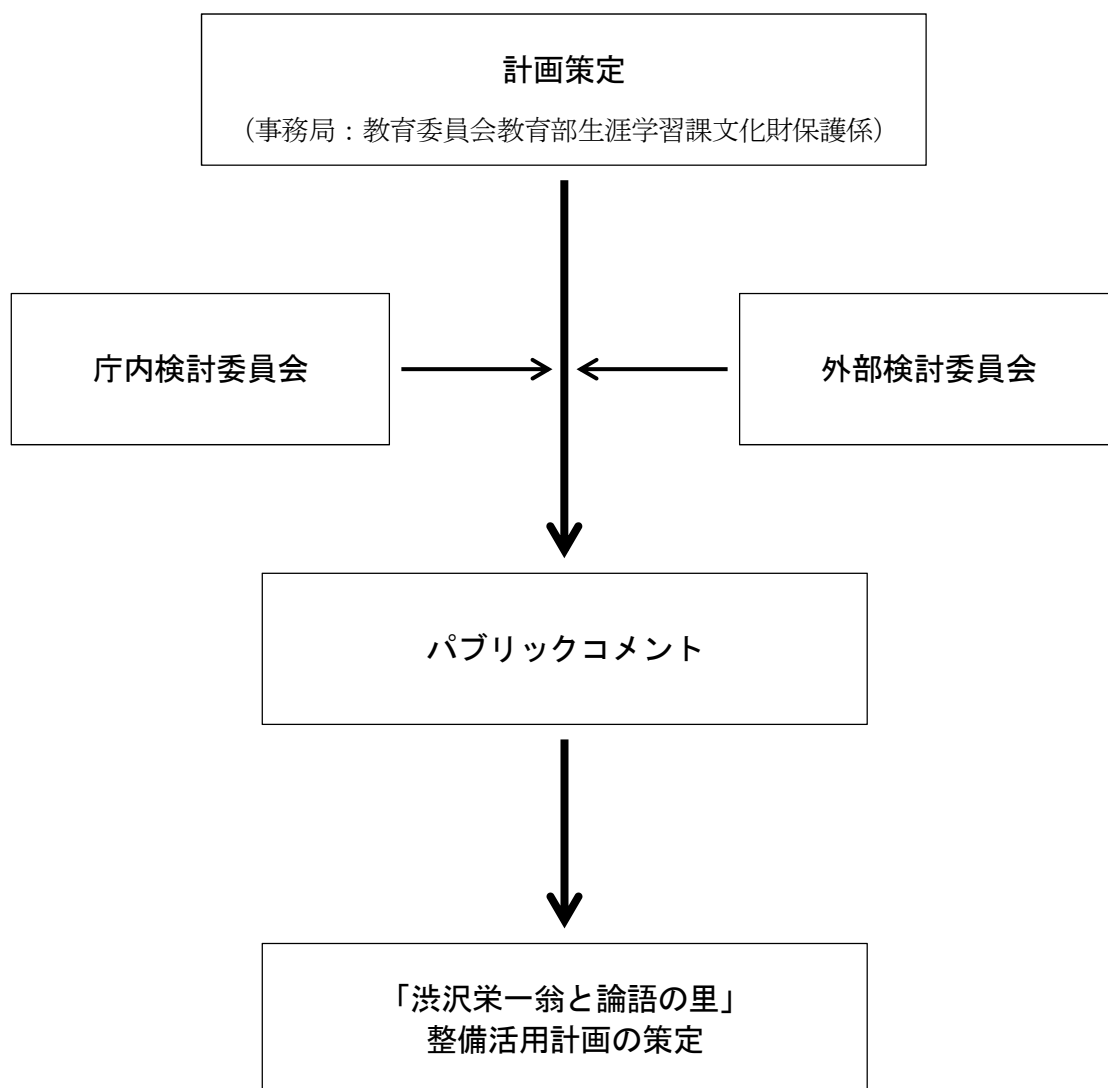 計画策定
（事務局：教育委員会教育部生涯学習課文化財保護係）
庁内検討委員会
外部検討委員会
パブリックコメント
「渋沢栄一翁と論語の里」
整備活用計画の策定